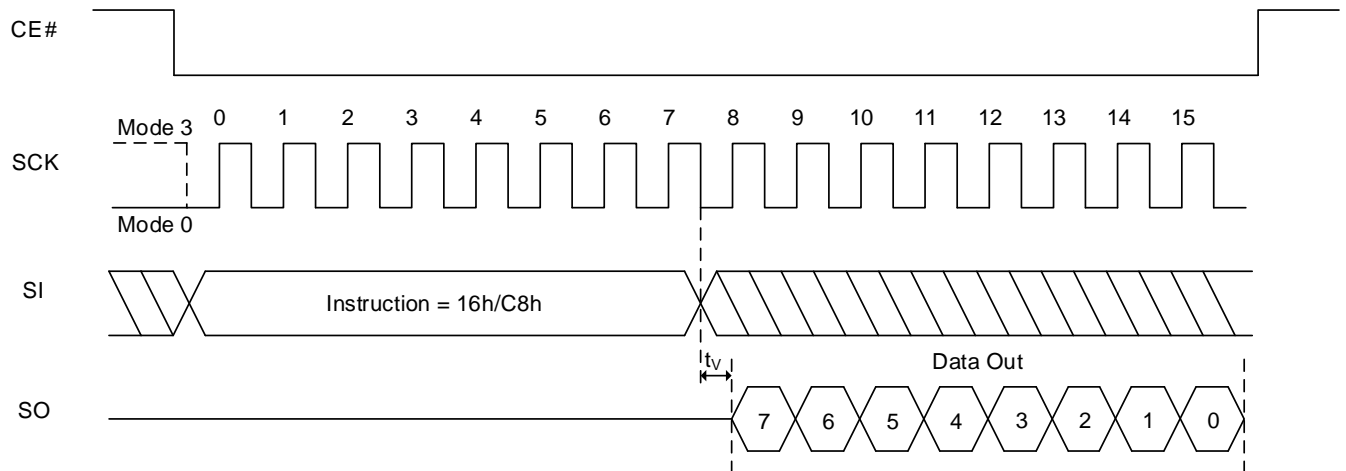 CE#
Mode 3
0 1 2 3 4 5 6 7 8 9 10 11 12 13 14 15
SCK
Mode 0
SI
Instruction = 16h/C8h
tV
Data Out
SO
7 6 5 4 3 2 1 0